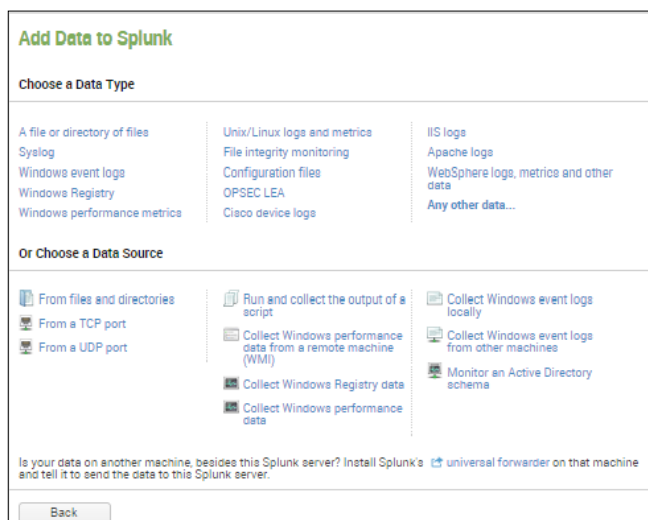 Add Data to Splunk
Choose a Data Type
A file or directory of files
Syslog
Windows event logs
Windows Registry
Windows performance metrics
Unix/Linux logs and metrics
File integrity monitoring
Configuration files
OPSEC LEA
Cisco device logs
IIS logs
Apache logs
WebSphere logs, metrics and other
data
Any other data...
Or Choose a Data Source
From files and directories
From a TCP port
From a UDP port
Run and collect the output of a
script
Collect Windows performance
data from a remote machine
(WMI)
Collect Windows Registry data
Collect Windows performance
data
Collect Windows event logs
locally
Collect Windows event logs
from other machines
Monitor an Active Directory
schema
Is your data on another machine, besides this Splunk server? Install Splunk's universal forwarder on that machine
and tell it to send the data to this Splunk server.
Back